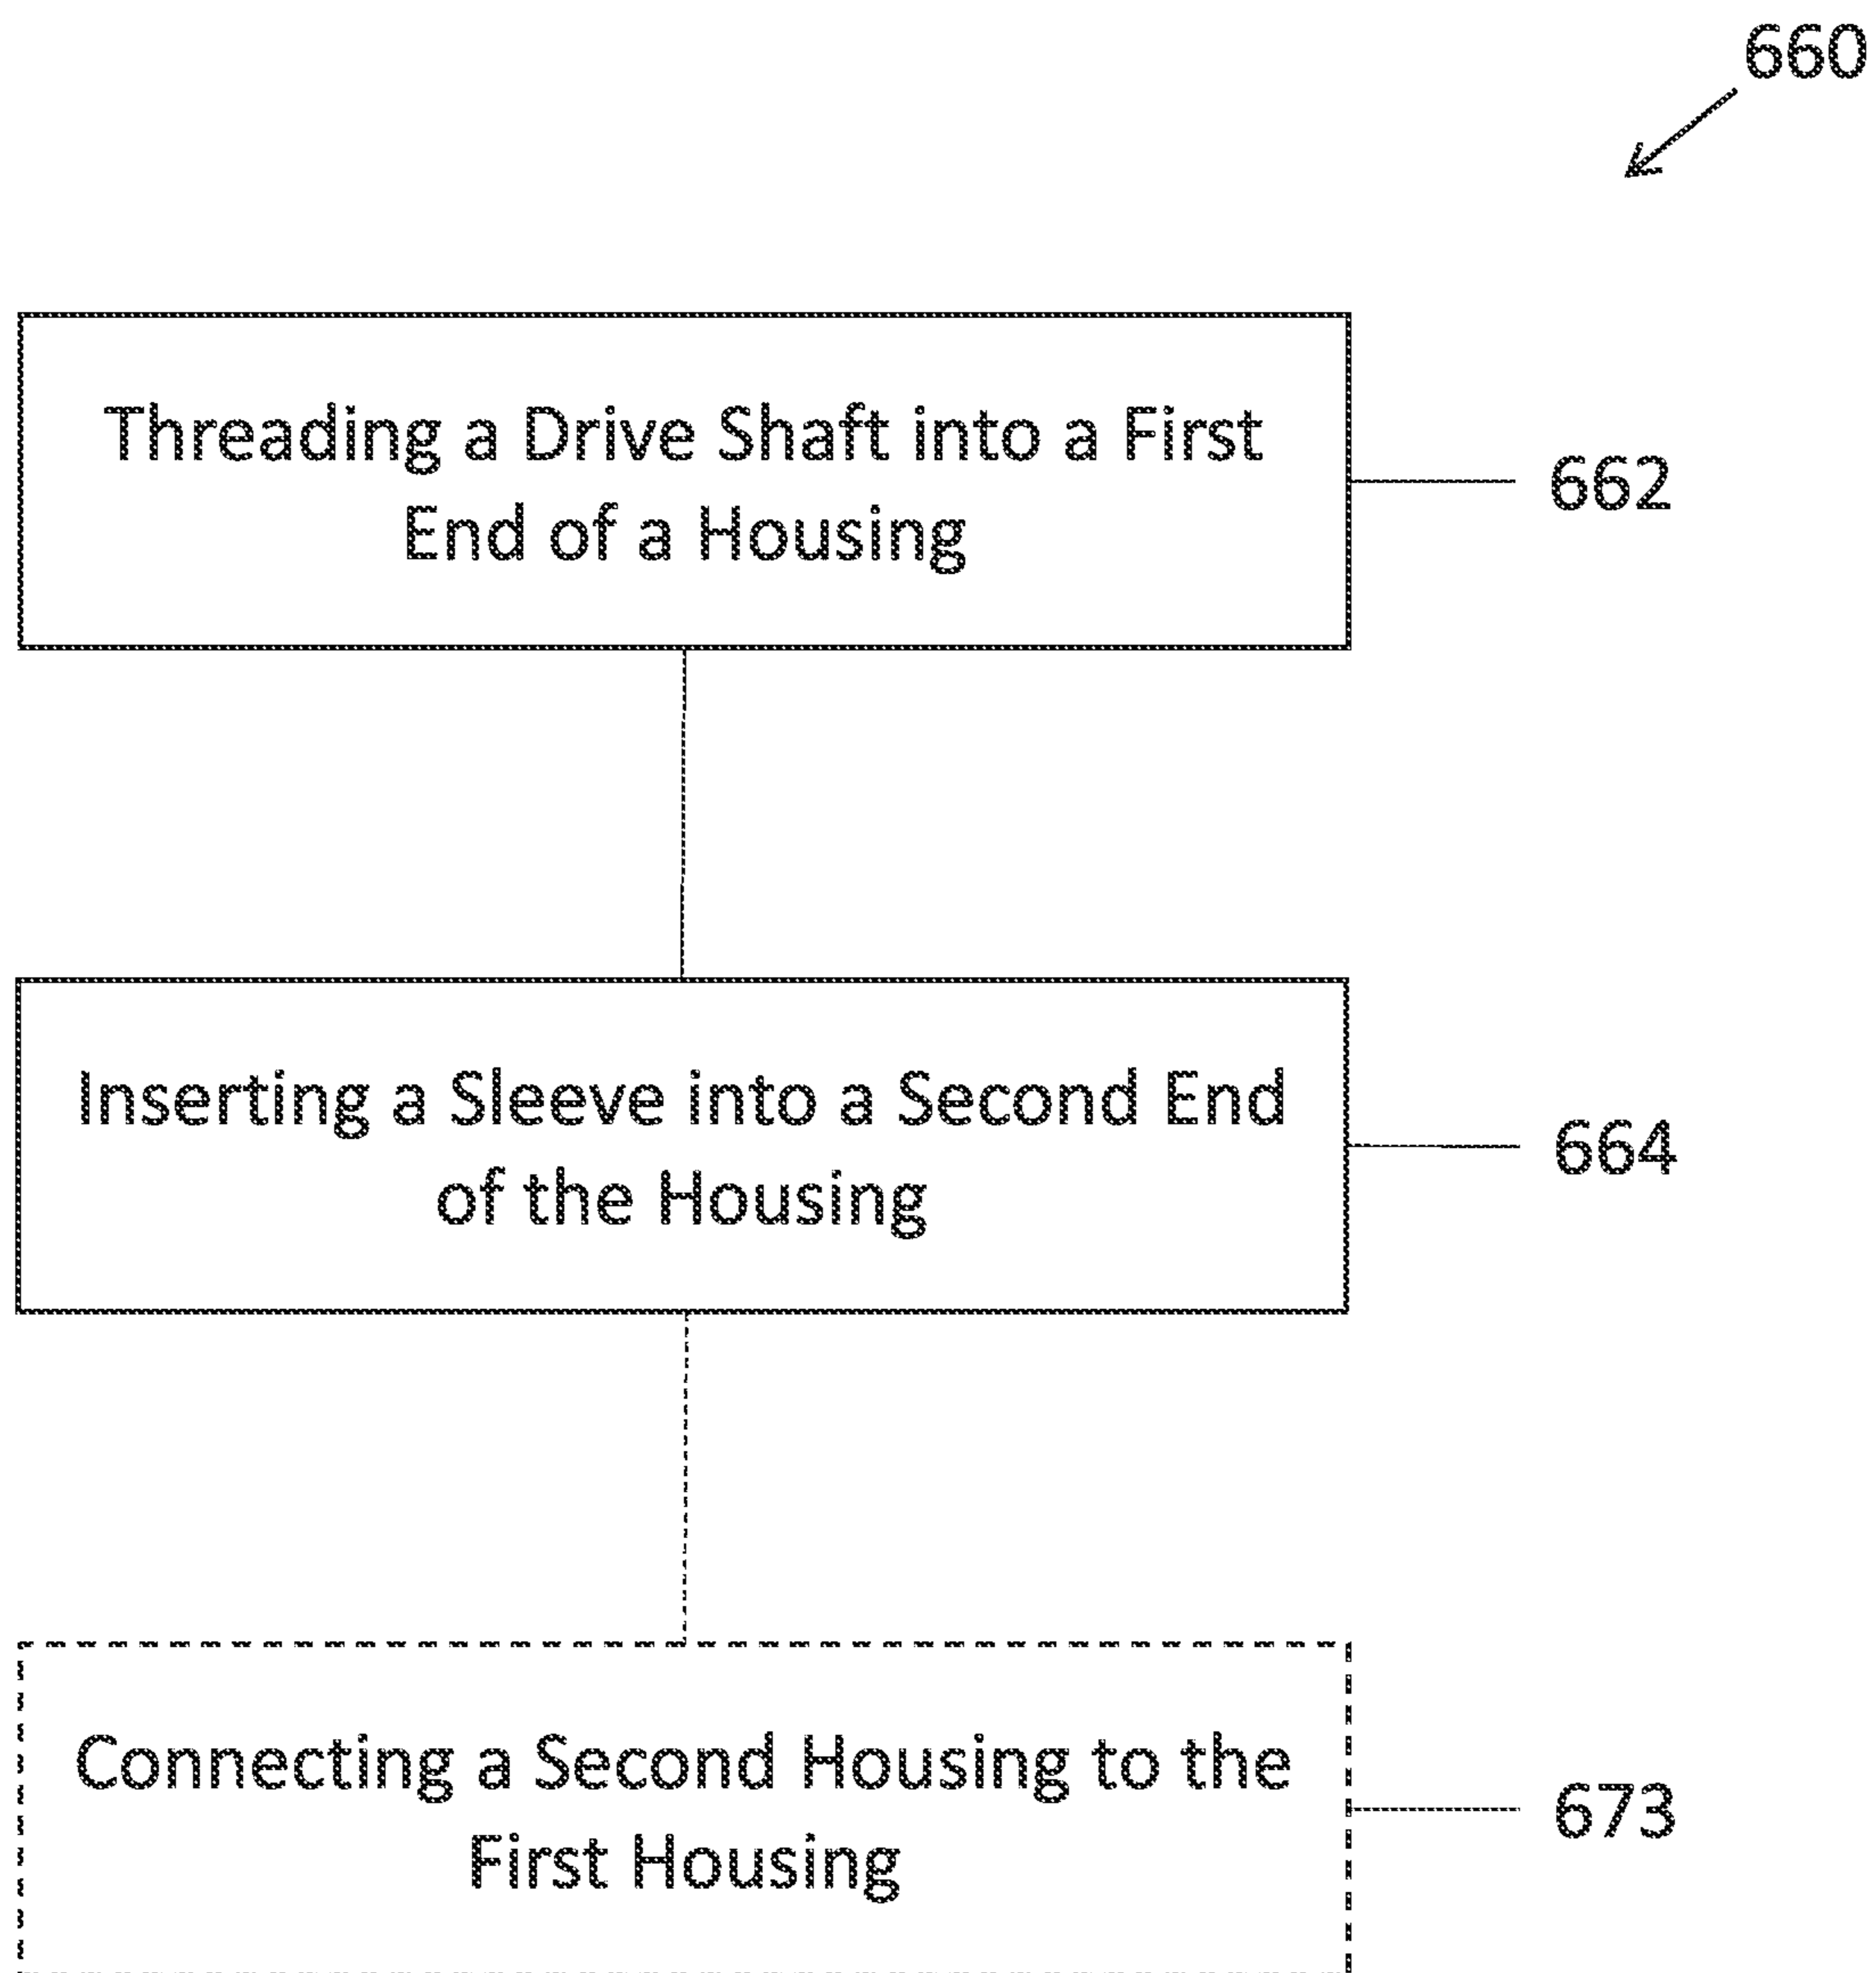 660
Threading a Drive Shaft into a First
End of a Housing
662
Inserting a Sleeve into a Second End
of the Housing
664
Connecting a Second Housing to the
First Housing
673